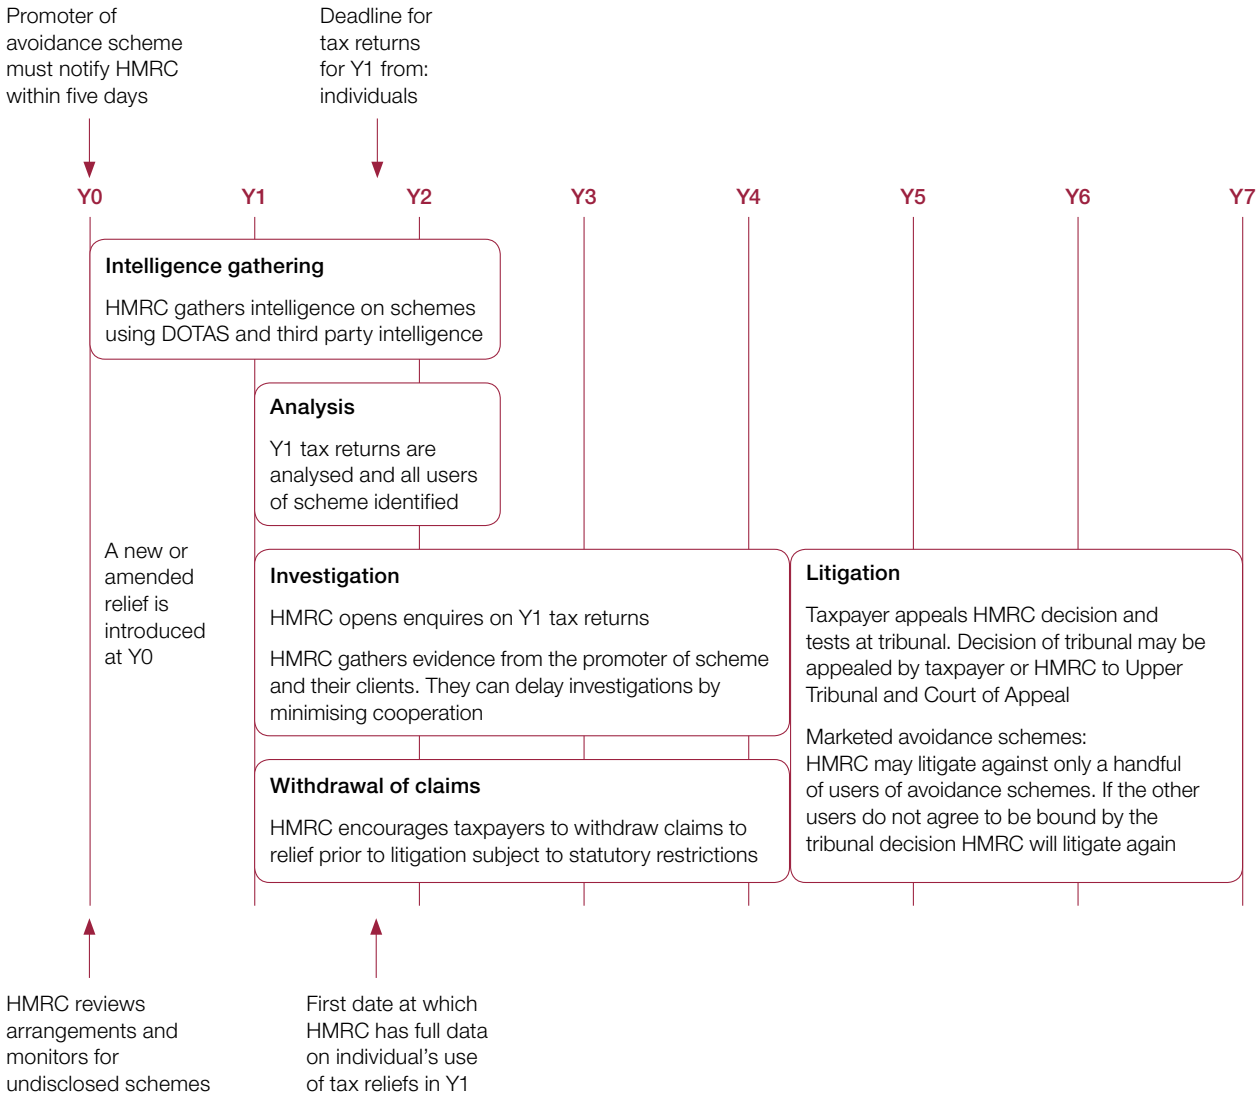 Promoter of
avoidance scheme
must notify HMRC
within five days
Deadline for
tax returns
for Y1 from:
individuals
Y0
Y1
Y2
Y3
Y4
Y5
Y6
Y7
Intelligence gathering
HMRC gathers intelligence on schemes
using DOTAS and third party intelligence
Analysis
Y1 tax returns are
analysed and all users
of scheme identified
A new or
amended
relief is
introduced
at Y0
Investigation
HMRC opens enquires on Y1 tax returns
HMRC gathers evidence from the promoter of scheme
and their clients. They can delay investigations by
minimising cooperation
Withdrawal of claims
HMRC encourages taxpayers to withdraw claims to
relief prior to litigation subject to statutory restrictions
Litigation
Taxpayer appeals HMRC decision and
tests at tribunal. Decision of tribunal may be
appealed by taxpayer or HMRC to Upper
Tribunal and Court of Appeal
Marketed avoidance schemes:
HMRC may litigate against only a handful
of users of avoidance schemes. If the other
users do not agree to be bound by the
tribunal decision HMRC will litigate again
HMRC reviews
arrangements and
monitors for
undisclosed schemes
First date at which
HMRC has full data
on individual’s use
of tax reliefs in Y1